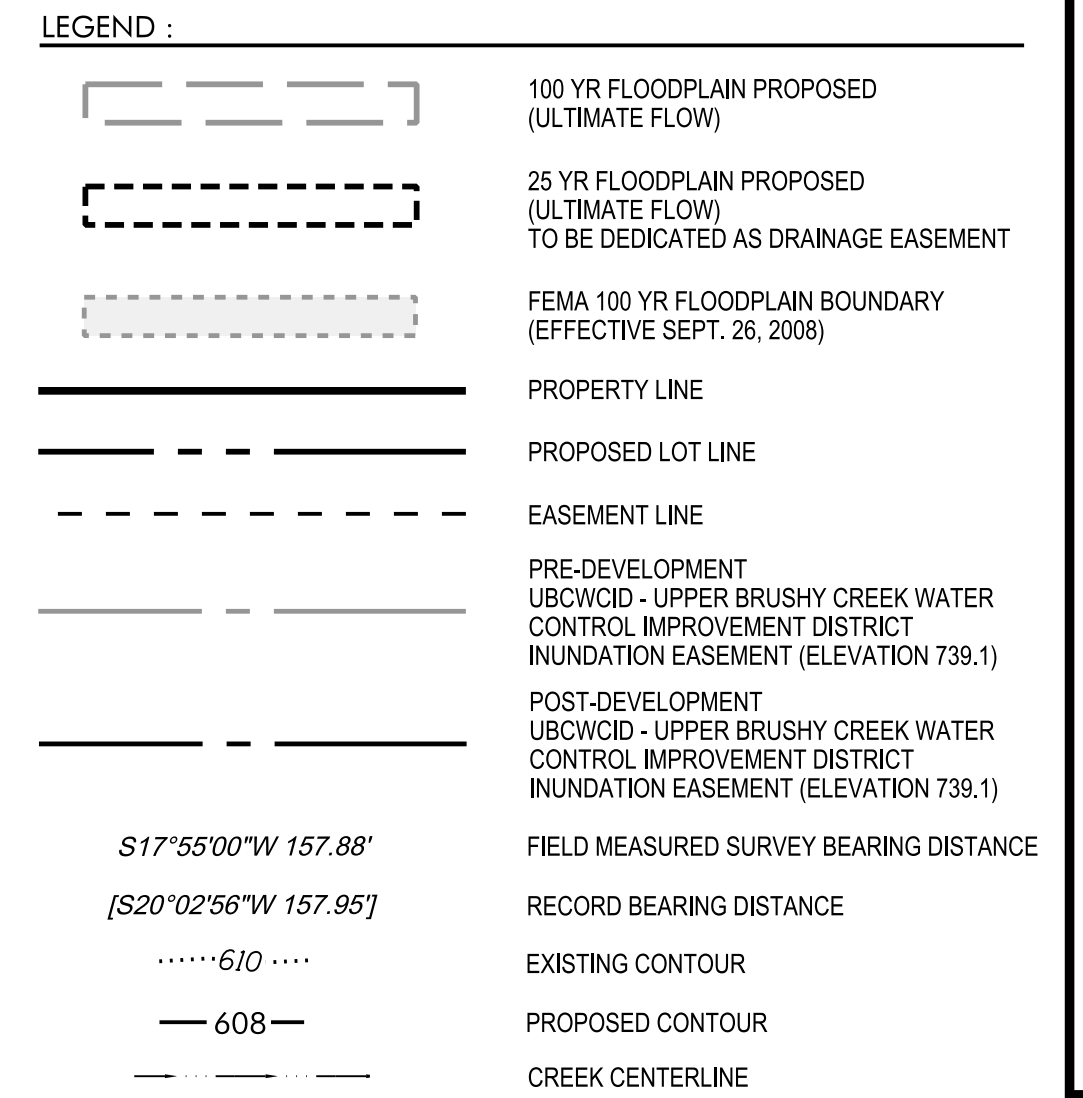 LEGEND :
100 YR FLOODPLAIN PROPOSED
(ULTIMATE FLOW)
25 YR FLOODPLAIN PROPOSED
(ULTIMATE FLOW)
TO BE DEDICATED AS DRAINAGE EASEMENT
FEMA 100 YR FLOODPLAIN BOUNDARY
(EFFECTIVE SEPT. 26, 2008)
PROPERTY LINE
PROPOSED LOT LINE
EASEMENT LINE
PRE-DEVELOPMENT
UBCWCID - UPPER BRUSHY CREEK WATER
CONTROL IMPROVEMENT DISTRICT
INUNDATION EASEMENT (ELEVATION 739.1)
POST-DEVELOPMENT
UBCWCID - UPPER BRUSHY CREEK WATER
CONTROL IMPROVEMENT DISTRICT
INUNDATION EASEMENT (ELEVATION 739.1)
S17°55'00"W 157.88' FIELD MEASURED SURVEY BEARING DISTANCE
[S20°02'56"W 157.95'] RECORD BEARING DISTANCE
610 EXISTING CONTOUR
608 PROPOSED CONTOUR
CREEK CENTERLINE